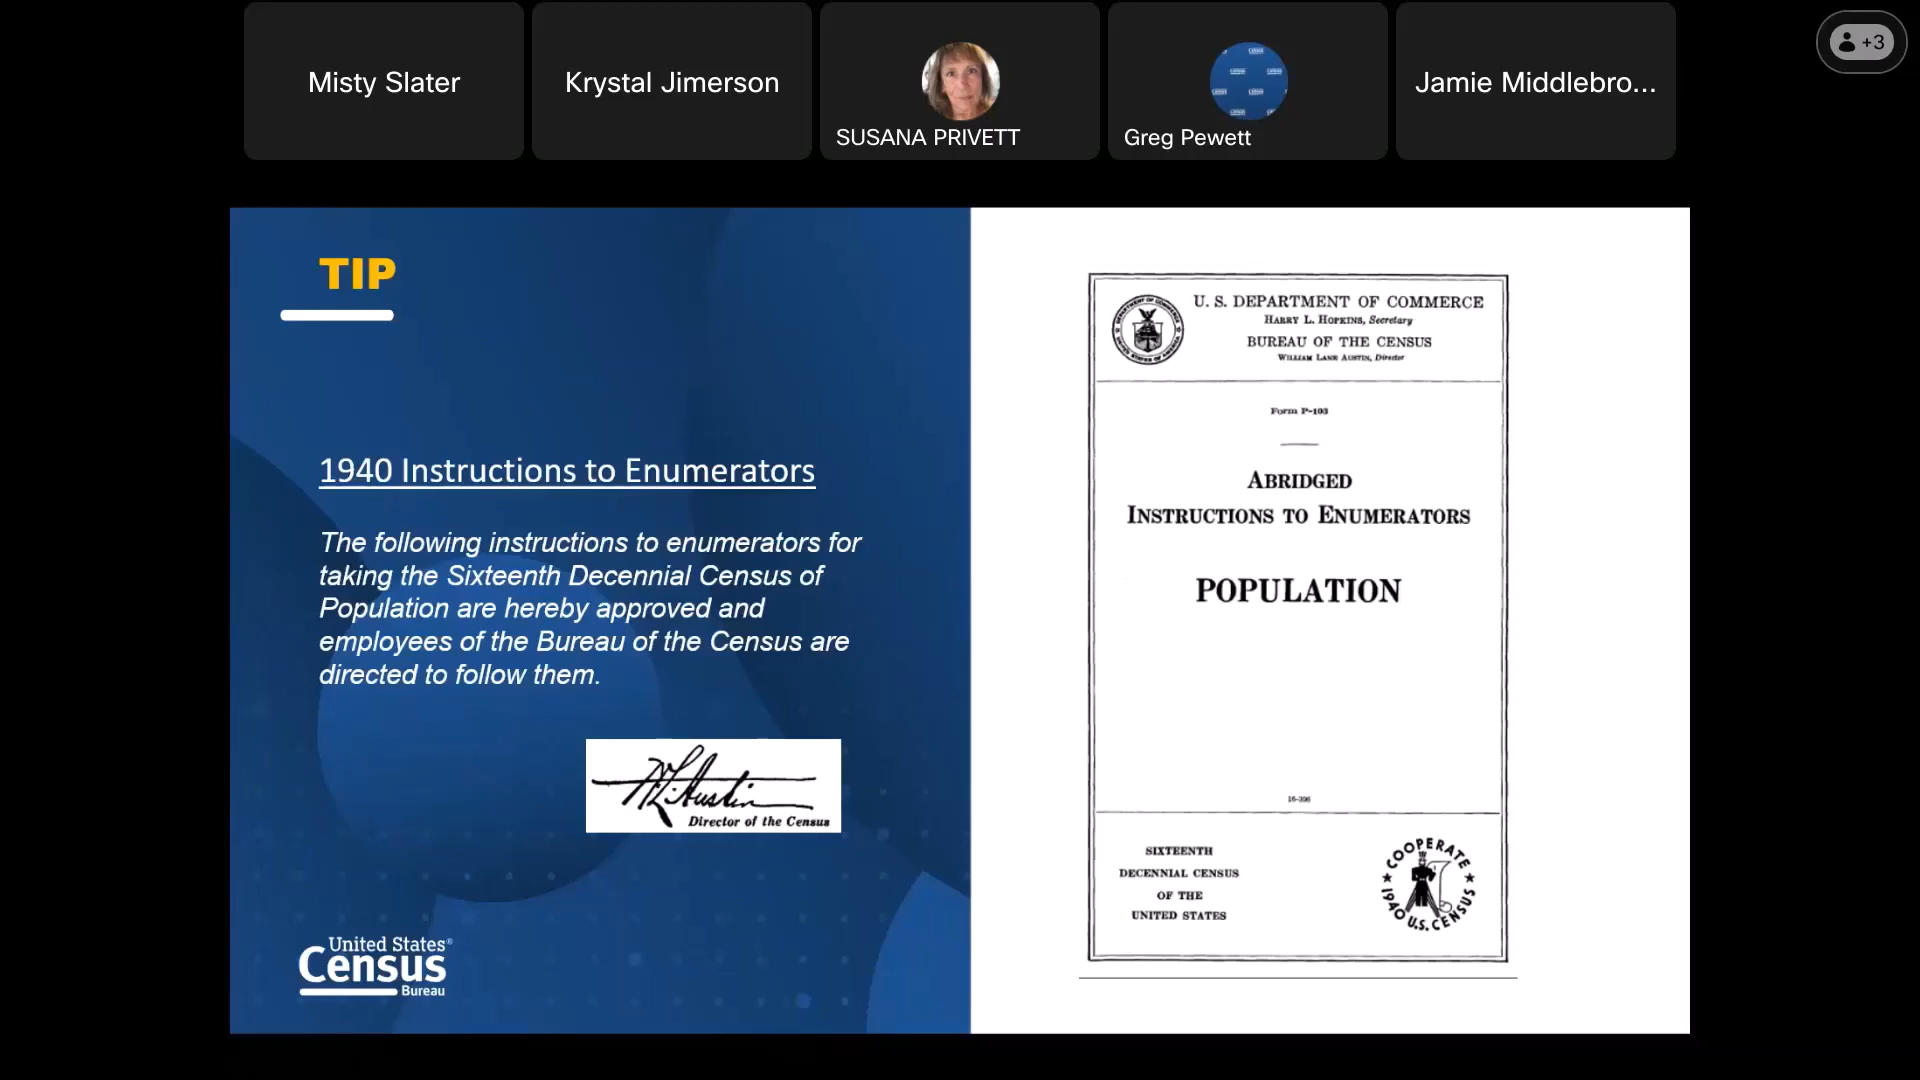 Misty Slater
Krystal Jimerson
SUSANA PRIVETT
Greg Pewett
Jamie Middlebro...
+3
TIP
1940 Instructions to Enumerators
The following instructions to enumerators for
taking the Sixteenth Decennial Census of
Population are hereby approved and
employees of the Bureau of the Census are
directed to follow them.
W L Austin
Director of the Census
United States®
Census
Bureau
U. S. DEPARTMENT OF COMMERCE
HARRY L. HOPKINS, Secretary
BUREAU OF THE CENSUS
WILLIAM LANE AUSTIN, Director
Form P-103
ABRIDGED
INSTRUCTIONS TO ENUMERATORS
POPULATION
SIXTEENTH
DECENNIAL CENSUS
OF THE
UNITED STATES
COOPERATE
1940 U.S. CENSUS